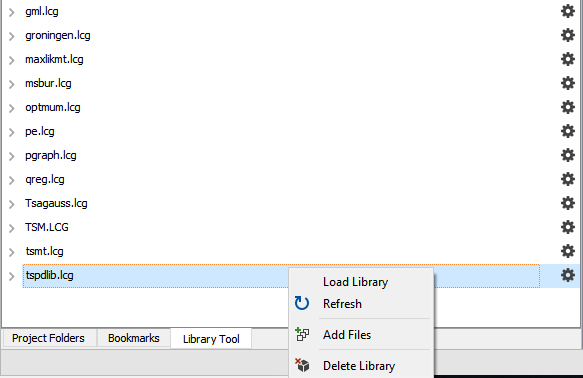 gml.lcg
groningen.lcg
maxlikmt.lcg
msbur.lcg
optmum.lcg
pe.lcg
pgraph.lcg
qreg.lcg
Tsagauss.lcg
TSM.LCG
tsmt.lcg
tspdlib.lcg
Load Library
Refresh
Add Files
Delete Library
Project Folders Bookmarks Library Tool